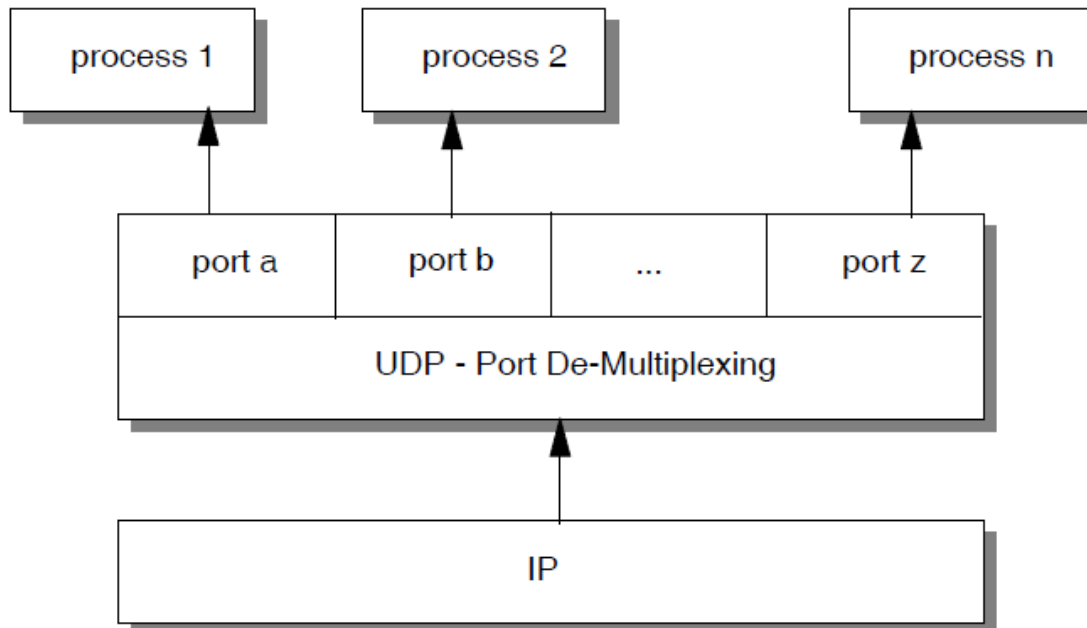 process 1
process 2
process n
port a
port b
...
port z
UDP - Port De-Multiplexing
IP